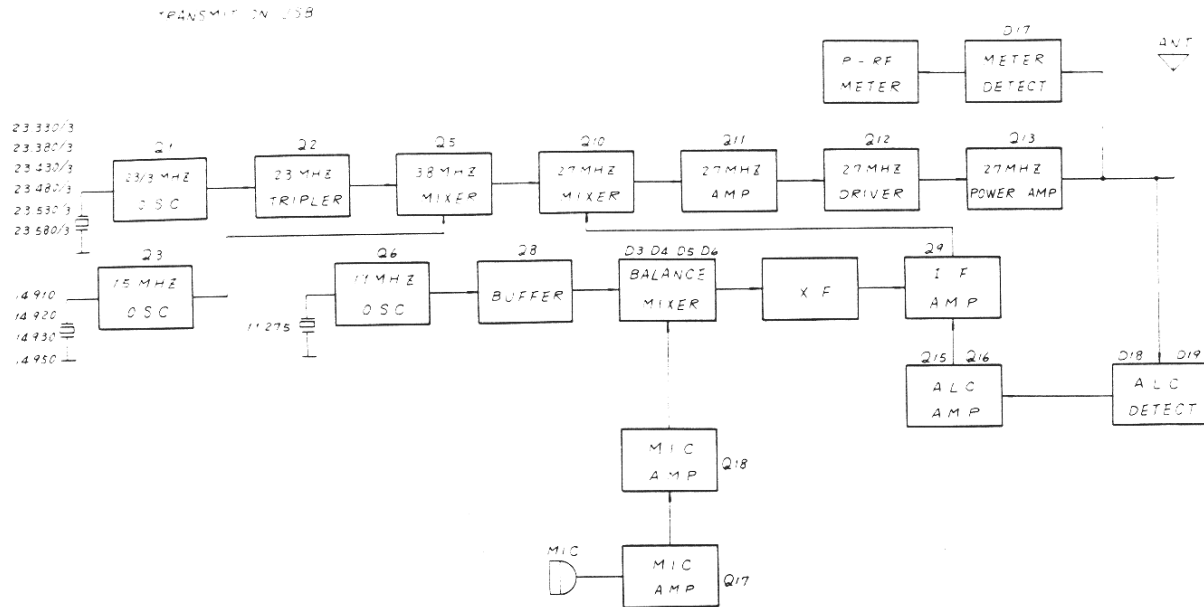 D17
ANT
P-RF
METER
METER
DETECT
23.330/3
23.380/3
23.430/3
23.480/3
23.530/3
23.580/3
Q1
23/3 MHZ
OSC
Q2
23 MHZ
TRIPLER
Q5
38 MHZ
MIXER
Q10
27 MHZ
MIXER
Q11
27 MHZ
AMP
Q12
27 MHZ
DRIVER
Q13
27 MHZ
POWER AMP
14.910
14.920
14.930
14.950
Q3
15 MHZ
OSC
11.275
Q6
11 MHZ
OSC
Q8
BUFFER
D3 D4 D5 D6
BALANCE
MIXER
XF
Q9
IF
AMP
Q15 Q16
ALC
AMP
D18 D19
ALC
DETECT
MIC
AMP
Q18
MIC
MIC
AMP
Q17